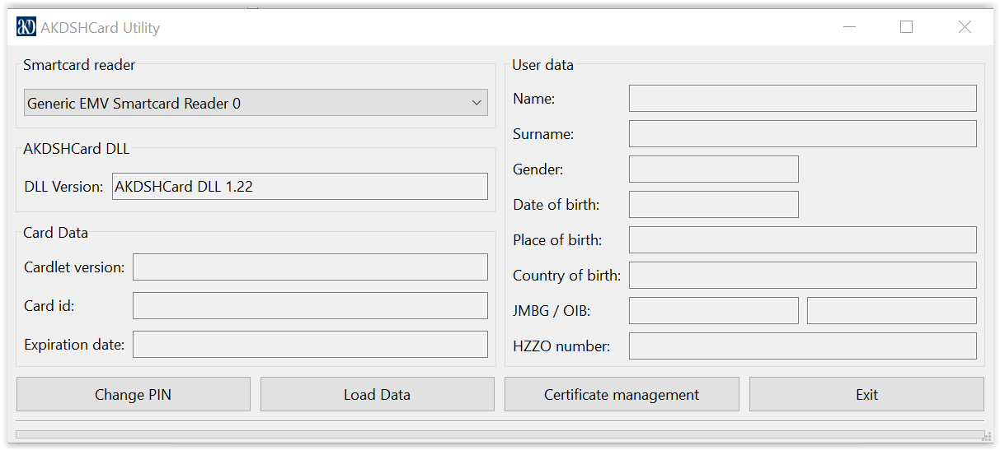 AKD AKDSHCard Utility
Smartcard reader
Generic EMV Smartcard Reader 0
AKDSHCard DLL
DLL Version: AKDSHCard DLL 1.22
Card Data
Cardlet version:
Card id:
Expiration date:
User data
Name:
Surname:
Gender:
Date of birth:
Place of birth:
Country of birth:
JMBG / OIB:
HZZO number:
Change PIN
Load Data
Certificate management
Exit